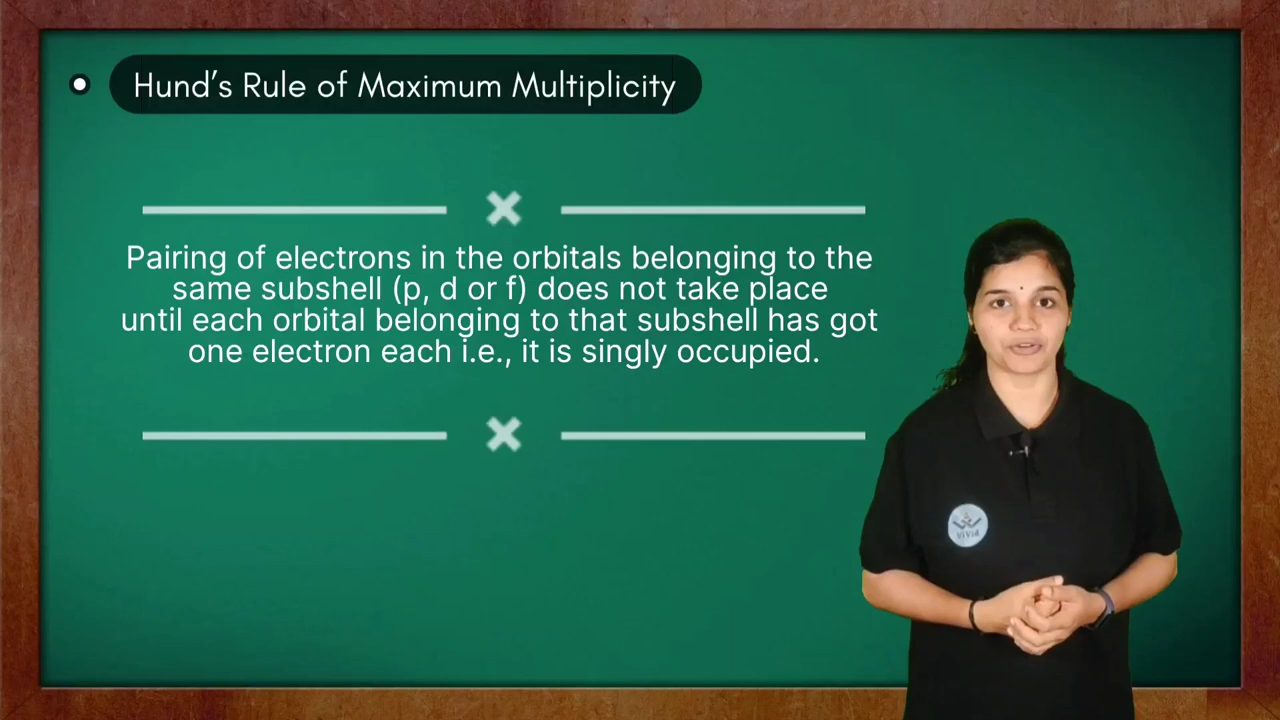 Hund's Rule of Maximum Multiplicity
Pairing of electrons in the orbitals belonging to the
same subshell (p, d or f) does not take place
until each orbital belonging to that subshell has got
one electron each i.e., it is singly occupied.
ViVid